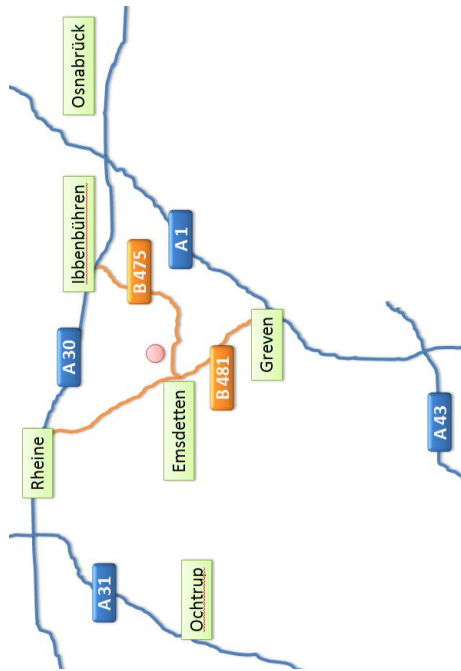 Rheine
A 30
Ibbenbühren
Osnabrück
A 31
B 475
A 1
Emsdetten
B 481
Ochtrup
Greven
A 43